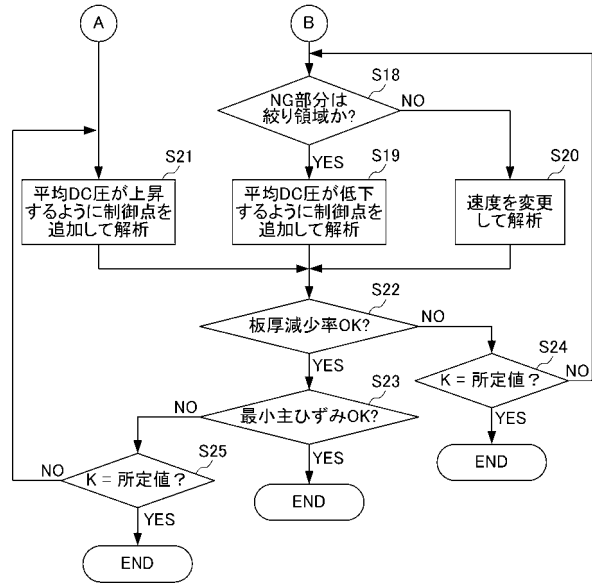 A
B
S18
NG部分は
絞り領域か?
NO
YES
S21
平均DC圧が上昇
するように制御点を
追加して解析
S19
平均DC圧が低下
するように制御点を
追加して解析
S20
速度を変更
して解析
S22
板厚減少率OK?
NO
YES
S24
K = 所定値?
NO
YES
END
S23
最小主ひずみOK?
NO
YES
END
S25
K = 所定値?
NO
YES
END